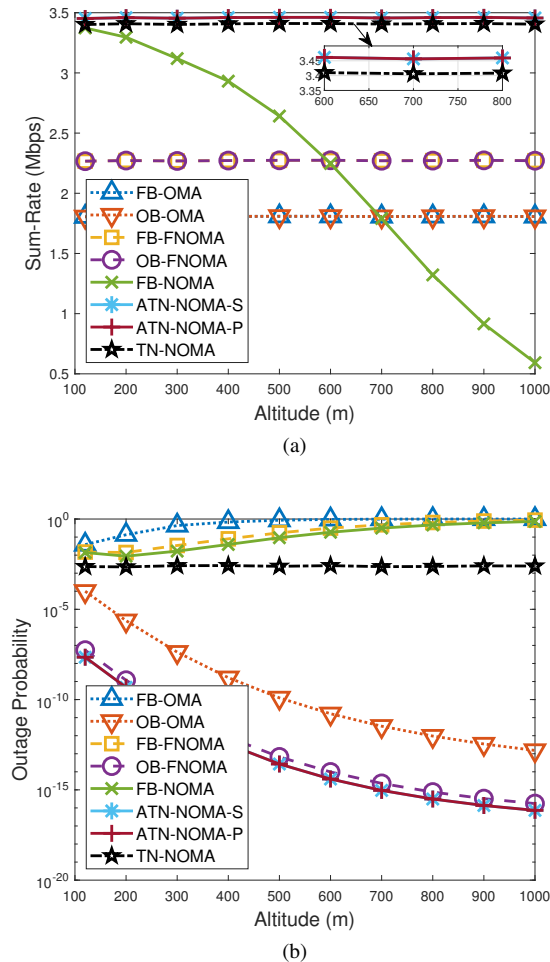 3.5
3
2.5
2
1.5
1
0.5
Sum-Rate (Mbps)
3.45
3.4
3.35
600 650 700 750 800
FB-OMA
OB-OMA
FB-FNOMA
OB-FNOMA
FB-NOMA
ATN-NOMA-S
ATN-NOMA-P
TN-NOMA
100 200 300 400 500 600 700 800 900 1000
Altitude (m)
(a)
10^0
10^-5
10^-10
10^-15
10^-20
Outage Probability
FB-OMA
OB-OMA
FB-FNOMA
OB-FNOMA
FB-NOMA
ATN-NOMA-S
ATN-NOMA-P
TN-NOMA
100 200 300 400 500 600 700 800 900 1000
Altitude (m)
(b)